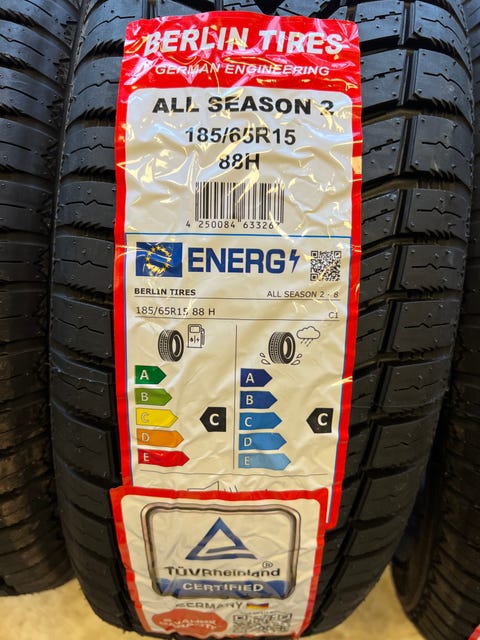 BERLIN TIRES
GERMAN ENGINEERING
ALL SEASON 2
185/65R15
88H
4 250084 63326
ENERG
BERLIN TIRES ALL SEASON 2 - 8
185/65R15 88 H C1
A A
B B
C C C C
D D
E E
TÜVRheinland®
CERTIFIED
GERMANY